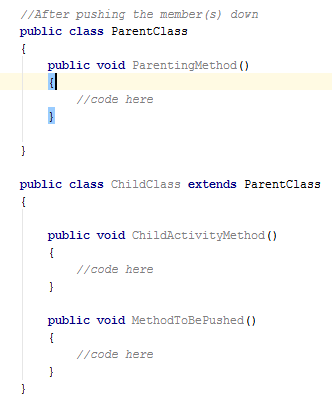 //After pushing the member(s) down
public class ParentClass
{
public void ParentingMethod()
{
//code here
}
}
public class ChildClass extends ParentClass
{
public void ChildActivityMethod()
{
//code here
}
public void MethodToBePushed()
{
//code here
}
}